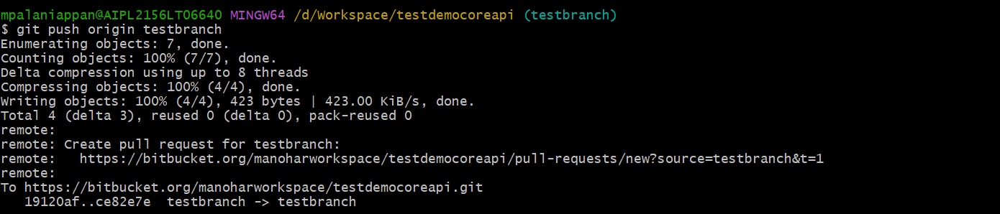 mpalaniappan@AIPL2156LT06640 MINGW64 /d/Workspace/testdemocoreapi (testbranch)
$ git push origin testbranch
Enumerating objects: 7, done.
Counting objects: 100% (7/7), done.
Delta compression using up to 8 threads
Compressing objects: 100% (4/4), done.
Writing objects: 100% (4/4), 423 bytes | 423.00 KiB/s, done.
Total 4 (delta 3), reused 0 (delta 0), pack-reused 0
remote:
remote: Create pull request for testbranch:
remote:   https://bitbucket.org/manoharworkspace/testdemocoreapi/pull-requests/new?source=testbranch&t=1
remote:
To https://bitbucket.org/manoharworkspace/testdemocoreapi.git
   19120af..ce82e7e  testbranch -> testbranch